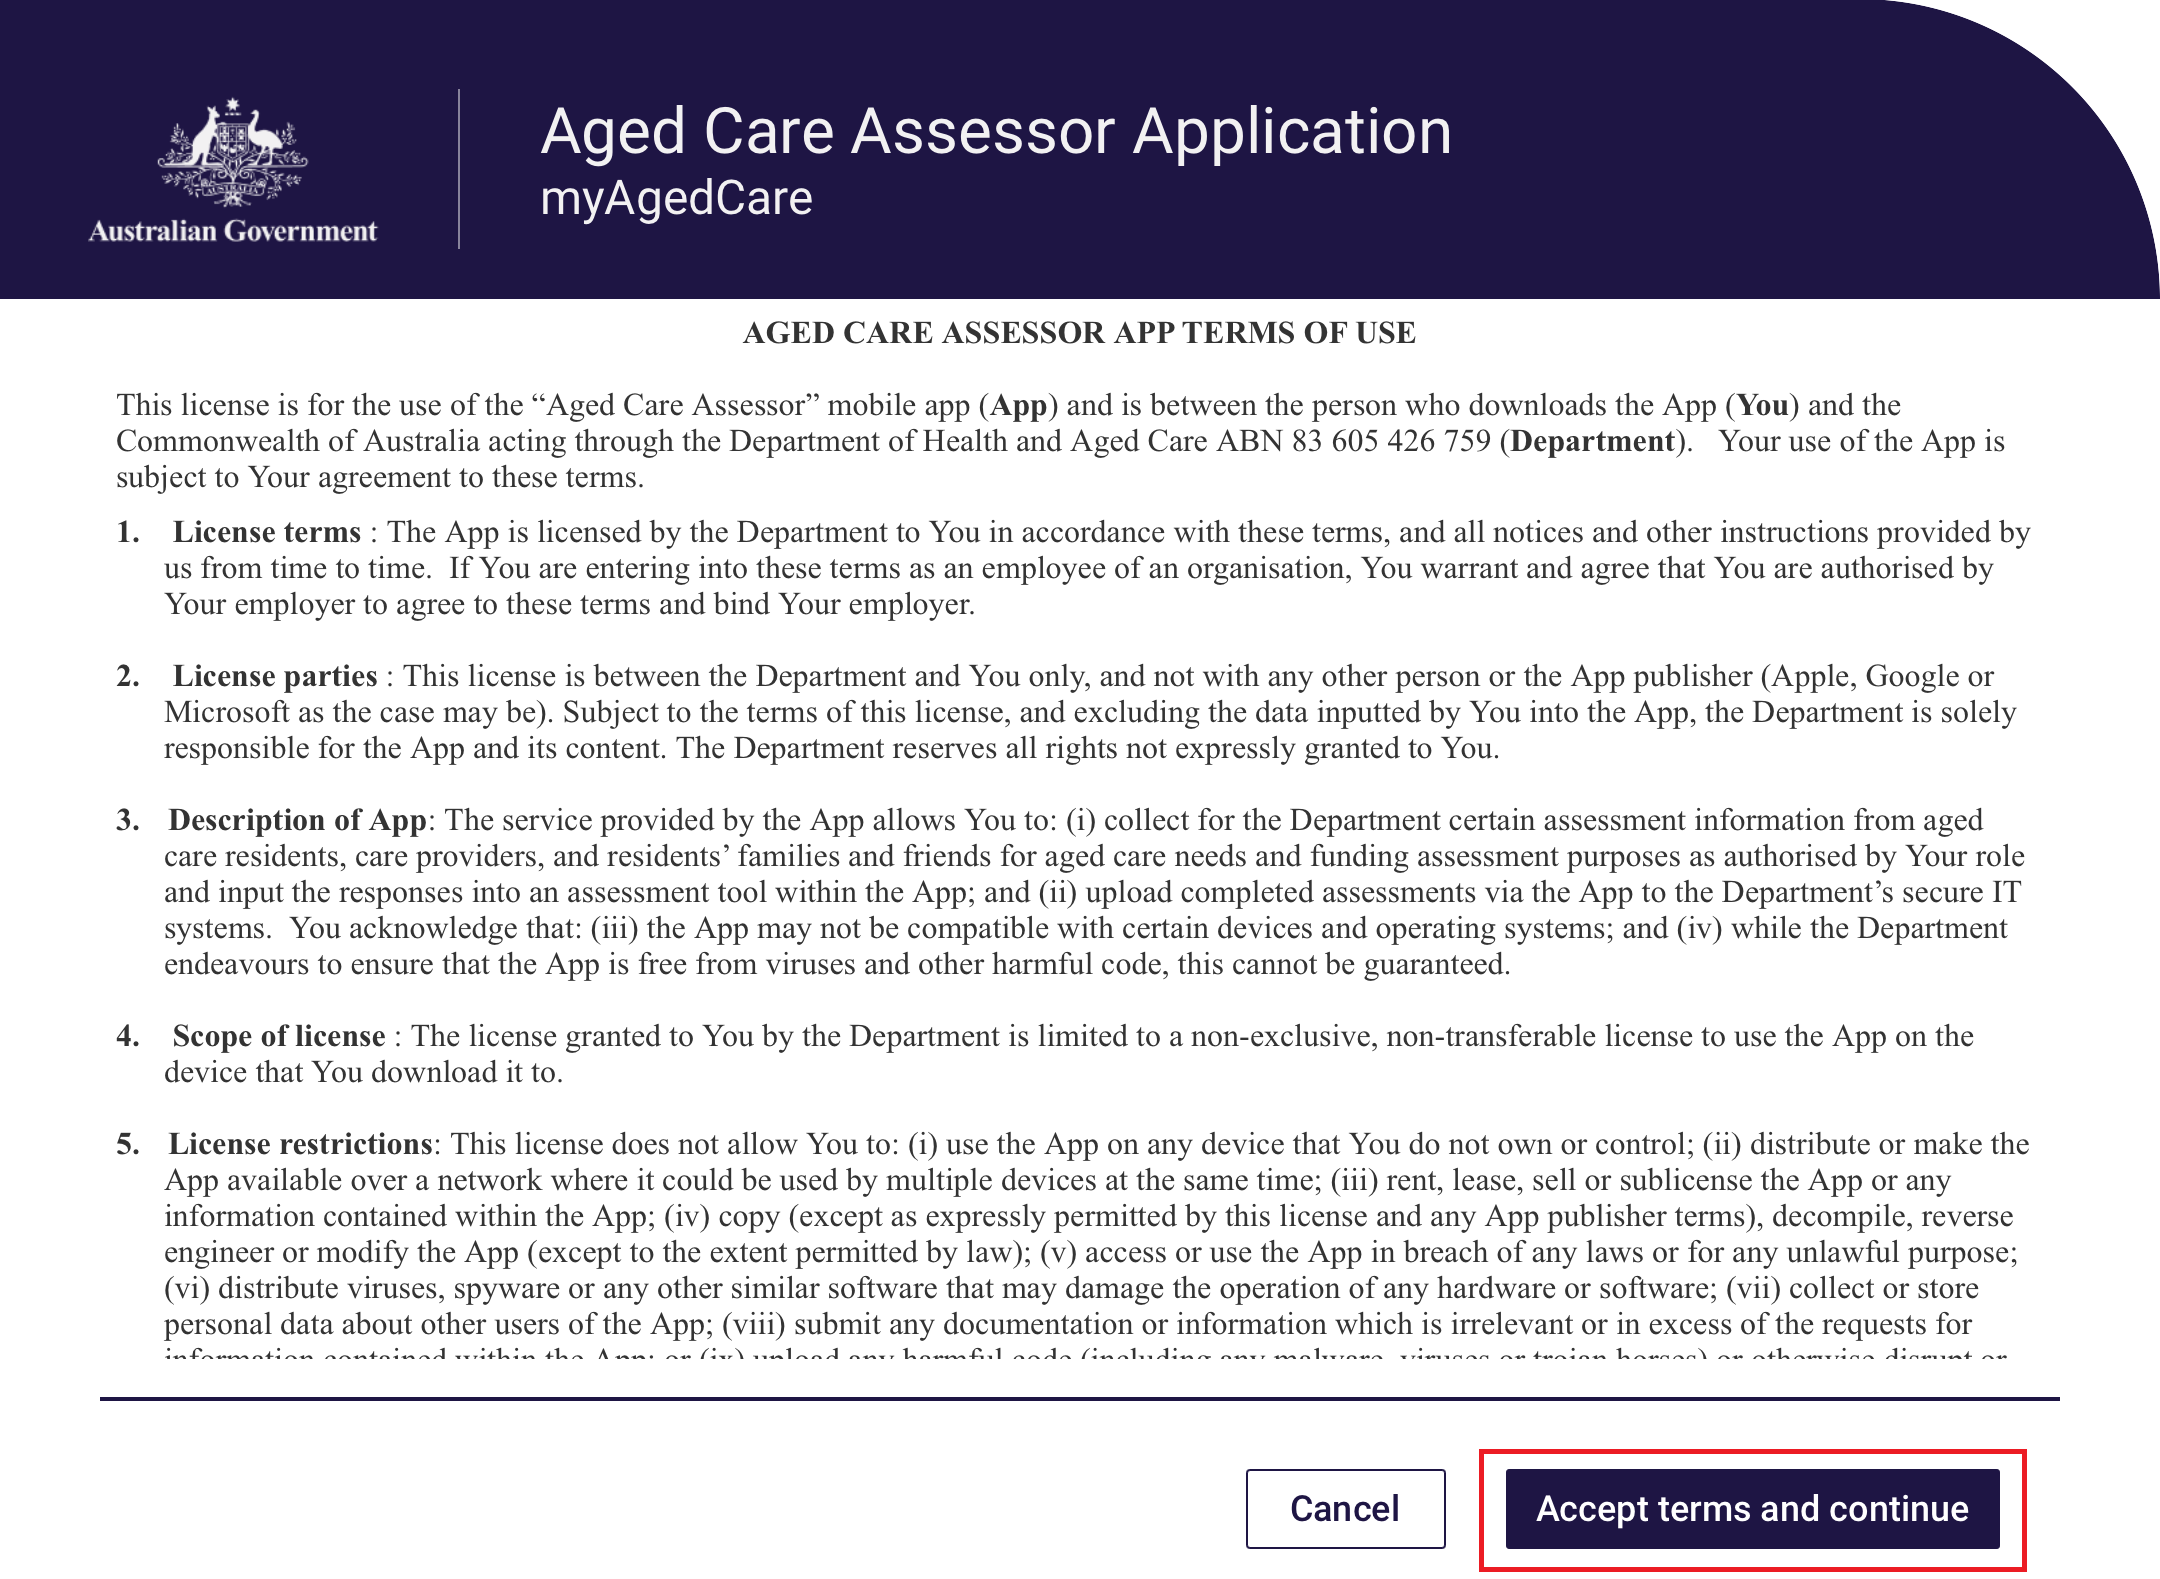 Australian Government
Aged Care Assessor Application
myAgedCare
AGED CARE ASSESSOR APP TERMS OF USE
This license is for the use of the “Aged Care Assessor” mobile app (App) and is between the person who downloads the App (You) and the
Commonwealth of Australia acting through the Department of Health and Aged Care ABN 83 605 426 759 (Department).   Your use of the App is
subject to Your agreement to these terms.
1. License terms : The App is licensed by the Department to You in accordance with these terms, and all notices and other instructions provided by
us from time to time.  If You are entering into these terms as an employee of an organisation, You warrant and agree that You are authorised by
Your employer to agree to these terms and bind Your employer.
2. License parties : This license is between the Department and You only, and not with any other person or the App publisher (Apple, Google or
Microsoft as the case may be). Subject to the terms of this license, and excluding the data inputted by You into the App, the Department is solely
responsible for the App and its content. The Department reserves all rights not expressly granted to You.
3. Description of App: The service provided by the App allows You to: (i) collect for the Department certain assessment information from aged
care residents, care providers, and residents’ families and friends for aged care needs and funding assessment purposes as authorised by Your role
and input the responses into an assessment tool within the App; and (ii) upload completed assessments via the App to the Department’s secure IT
systems.  You acknowledge that: (iii) the App may not be compatible with certain devices and operating systems; and (iv) while the Department
endeavours to ensure that the App is free from viruses and other harmful code, this cannot be guaranteed.
4. Scope of license : The license granted to You by the Department is limited to a non-exclusive, non-transferable license to use the App on the
device that You download it to.
5. License restrictions: This license does not allow You to: (i) use the App on any device that You do not own or control; (ii) distribute or make the
App available over a network where it could be used by multiple devices at the same time; (iii) rent, lease, sell or sublicense the App or any
information contained within the App; (iv) copy (except as expressly permitted by this license and any App publisher terms), decompile, reverse
engineer or modify the App (except to the extent permitted by law); (v) access or use the App in breach of any laws or for any unlawful purpose;
(vi) distribute viruses, spyware or any other similar software that may damage the operation of any hardware or software; (vii) collect or store
personal data about other users of the App; (viii) submit any documentation or information which is irrelevant or in excess of the requests for
information contained within the App; or (ix) upload any harmful code (including any malware, viruses or trojan horses) or otherwise disrupt or
Cancel
Accept terms and continue